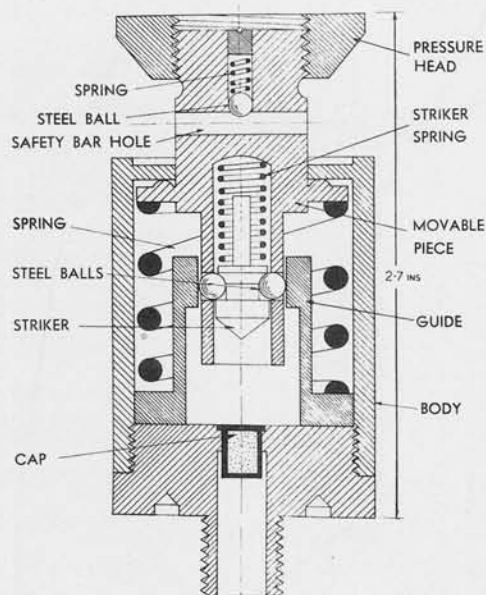 PRESSURE
HEAD
SPRING
STEEL BALL
SAFETY BAR HOLE
STRIKER
SPRING
SPRING
MOVABLE
PIECE
STEEL BALLS
2·7 INS
STRIKER
GUIDE
BODY
CAP